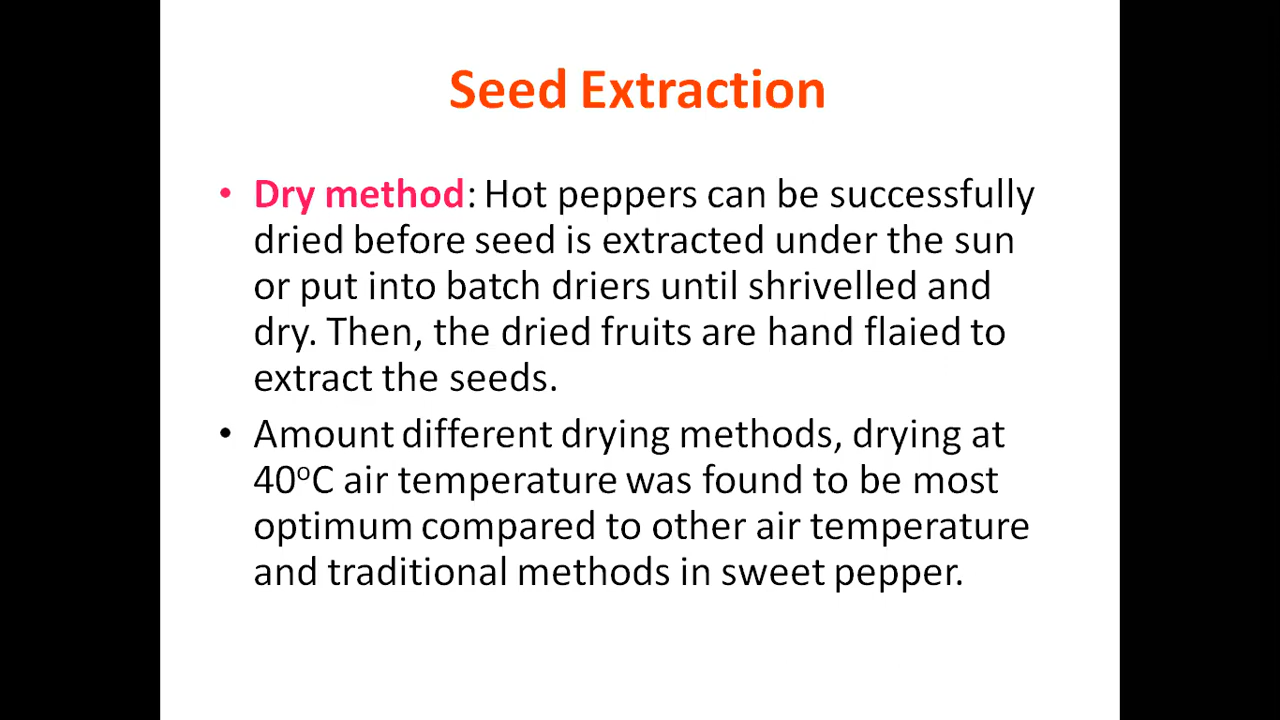 Seed Extraction
• Dry method: Hot peppers can be successfully
dried before seed is extracted under the sun
or put into batch driers until shrivelled and
dry. Then, the dried fruits are hand flaied to
extract the seeds.
• Amount different drying methods, drying at
40°C air temperature was found to be most
optimum compared to other air temperature
and traditional methods in sweet pepper.